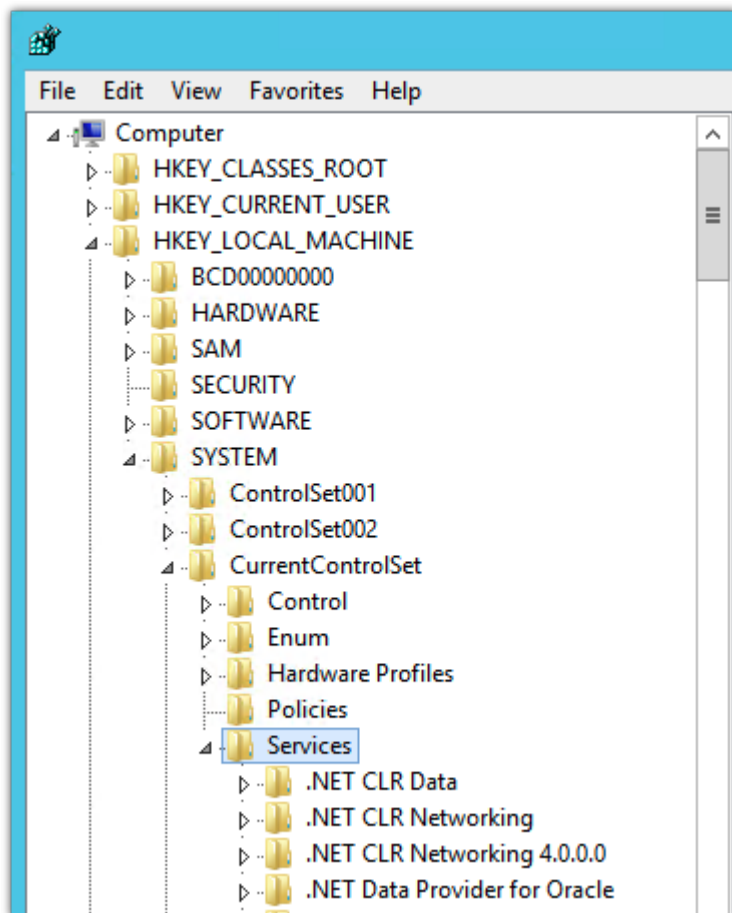 File Edit View Favorites Help
Computer
HKEY_CLASSES_ROOT
HKEY_CURRENT_USER
HKEY_LOCAL_MACHINE
BCD00000000
HARDWARE
SAM
SECURITY
SOFTWARE
SYSTEM
ControlSet001
ControlSet002
CurrentControlSet
Control
Enum
Hardware Profiles
Policies
Services
.NET CLR Data
.NET CLR Networking
.NET CLR Networking 4.0.0.0
.NET Data Provider for Oracle